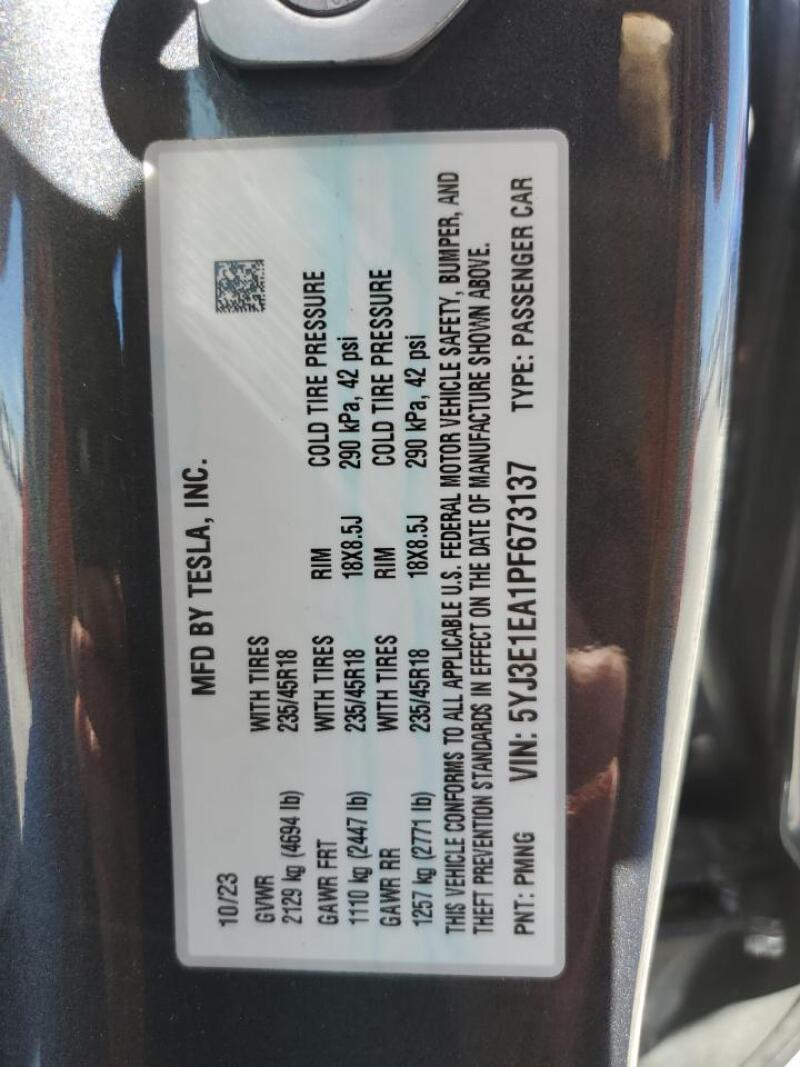 MFD BY TESLA, INC.
10/23
GVWR WITH TIRES
2129 kg (4694 lb) 235/45R18
GAWR FRT WITH TIRES RIM COLD TIRE PRESSURE
1110 kg (2447 lb) 235/45R18 18X8.5J 290 kPa, 42 psi
GAWR RR WITH TIRES RIM COLD TIRE PRESSURE
1257 kg (2771 lb) 235/45R18 18X8.5J 290 kPa, 42 psi
THIS VEHICLE CONFORMS TO ALL APPLICABLE U.S. FEDERAL MOTOR VEHICLE SAFETY, BUMPER, AND
THEFT PREVENTION STANDARDS IN EFFECT ON THE DATE OF MANUFACTURE SHOWN ABOVE.
PNT: PMNG VIN: 5YJ3E1EA1PF673137 TYPE: PASSENGER CAR